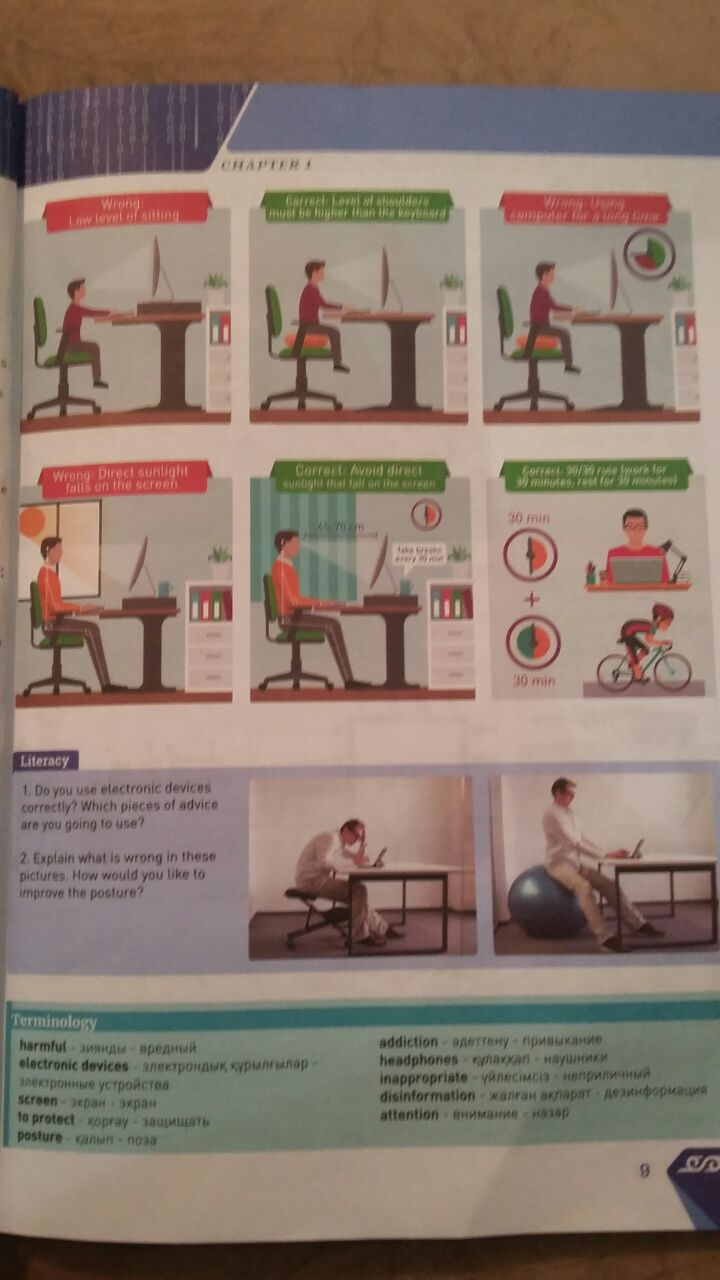 CHAPTER 1
Wrong:
Low level of sitting
Correct: Level of shoulders
must be higher than the keyboard
Wrong: Using
computer for a long time
Wrong: Direct sunlight
falls on the screen
Correct: Avoid direct
sunlight that fall on the screen
45-70 cm
Take breaks
every 30 min
Correct: 30/30 rule (work for
30 minutes, rest for 30 minutes)
30 min
+
30 min
Literacy
1. Do you use electronic devices
correctly? Which pieces of advice
are you going to use?
2. Explain what is wrong in these
pictures. How would you like to
improve the posture?
Terminology
harmful - зиянды - вредный
electronic devices - электрондық құрылғылар -
электронные устройства
screen - экран - экран
to protect - қорғау - защищать
posture - қалып - поза
addiction - әдеттену - привыкание
headphones - құлаққап - наушники
inappropriate - үйлесімсіз - неприличный
disinformation - жалған ақпарат - дезинформация
attention - внимание - назар
9